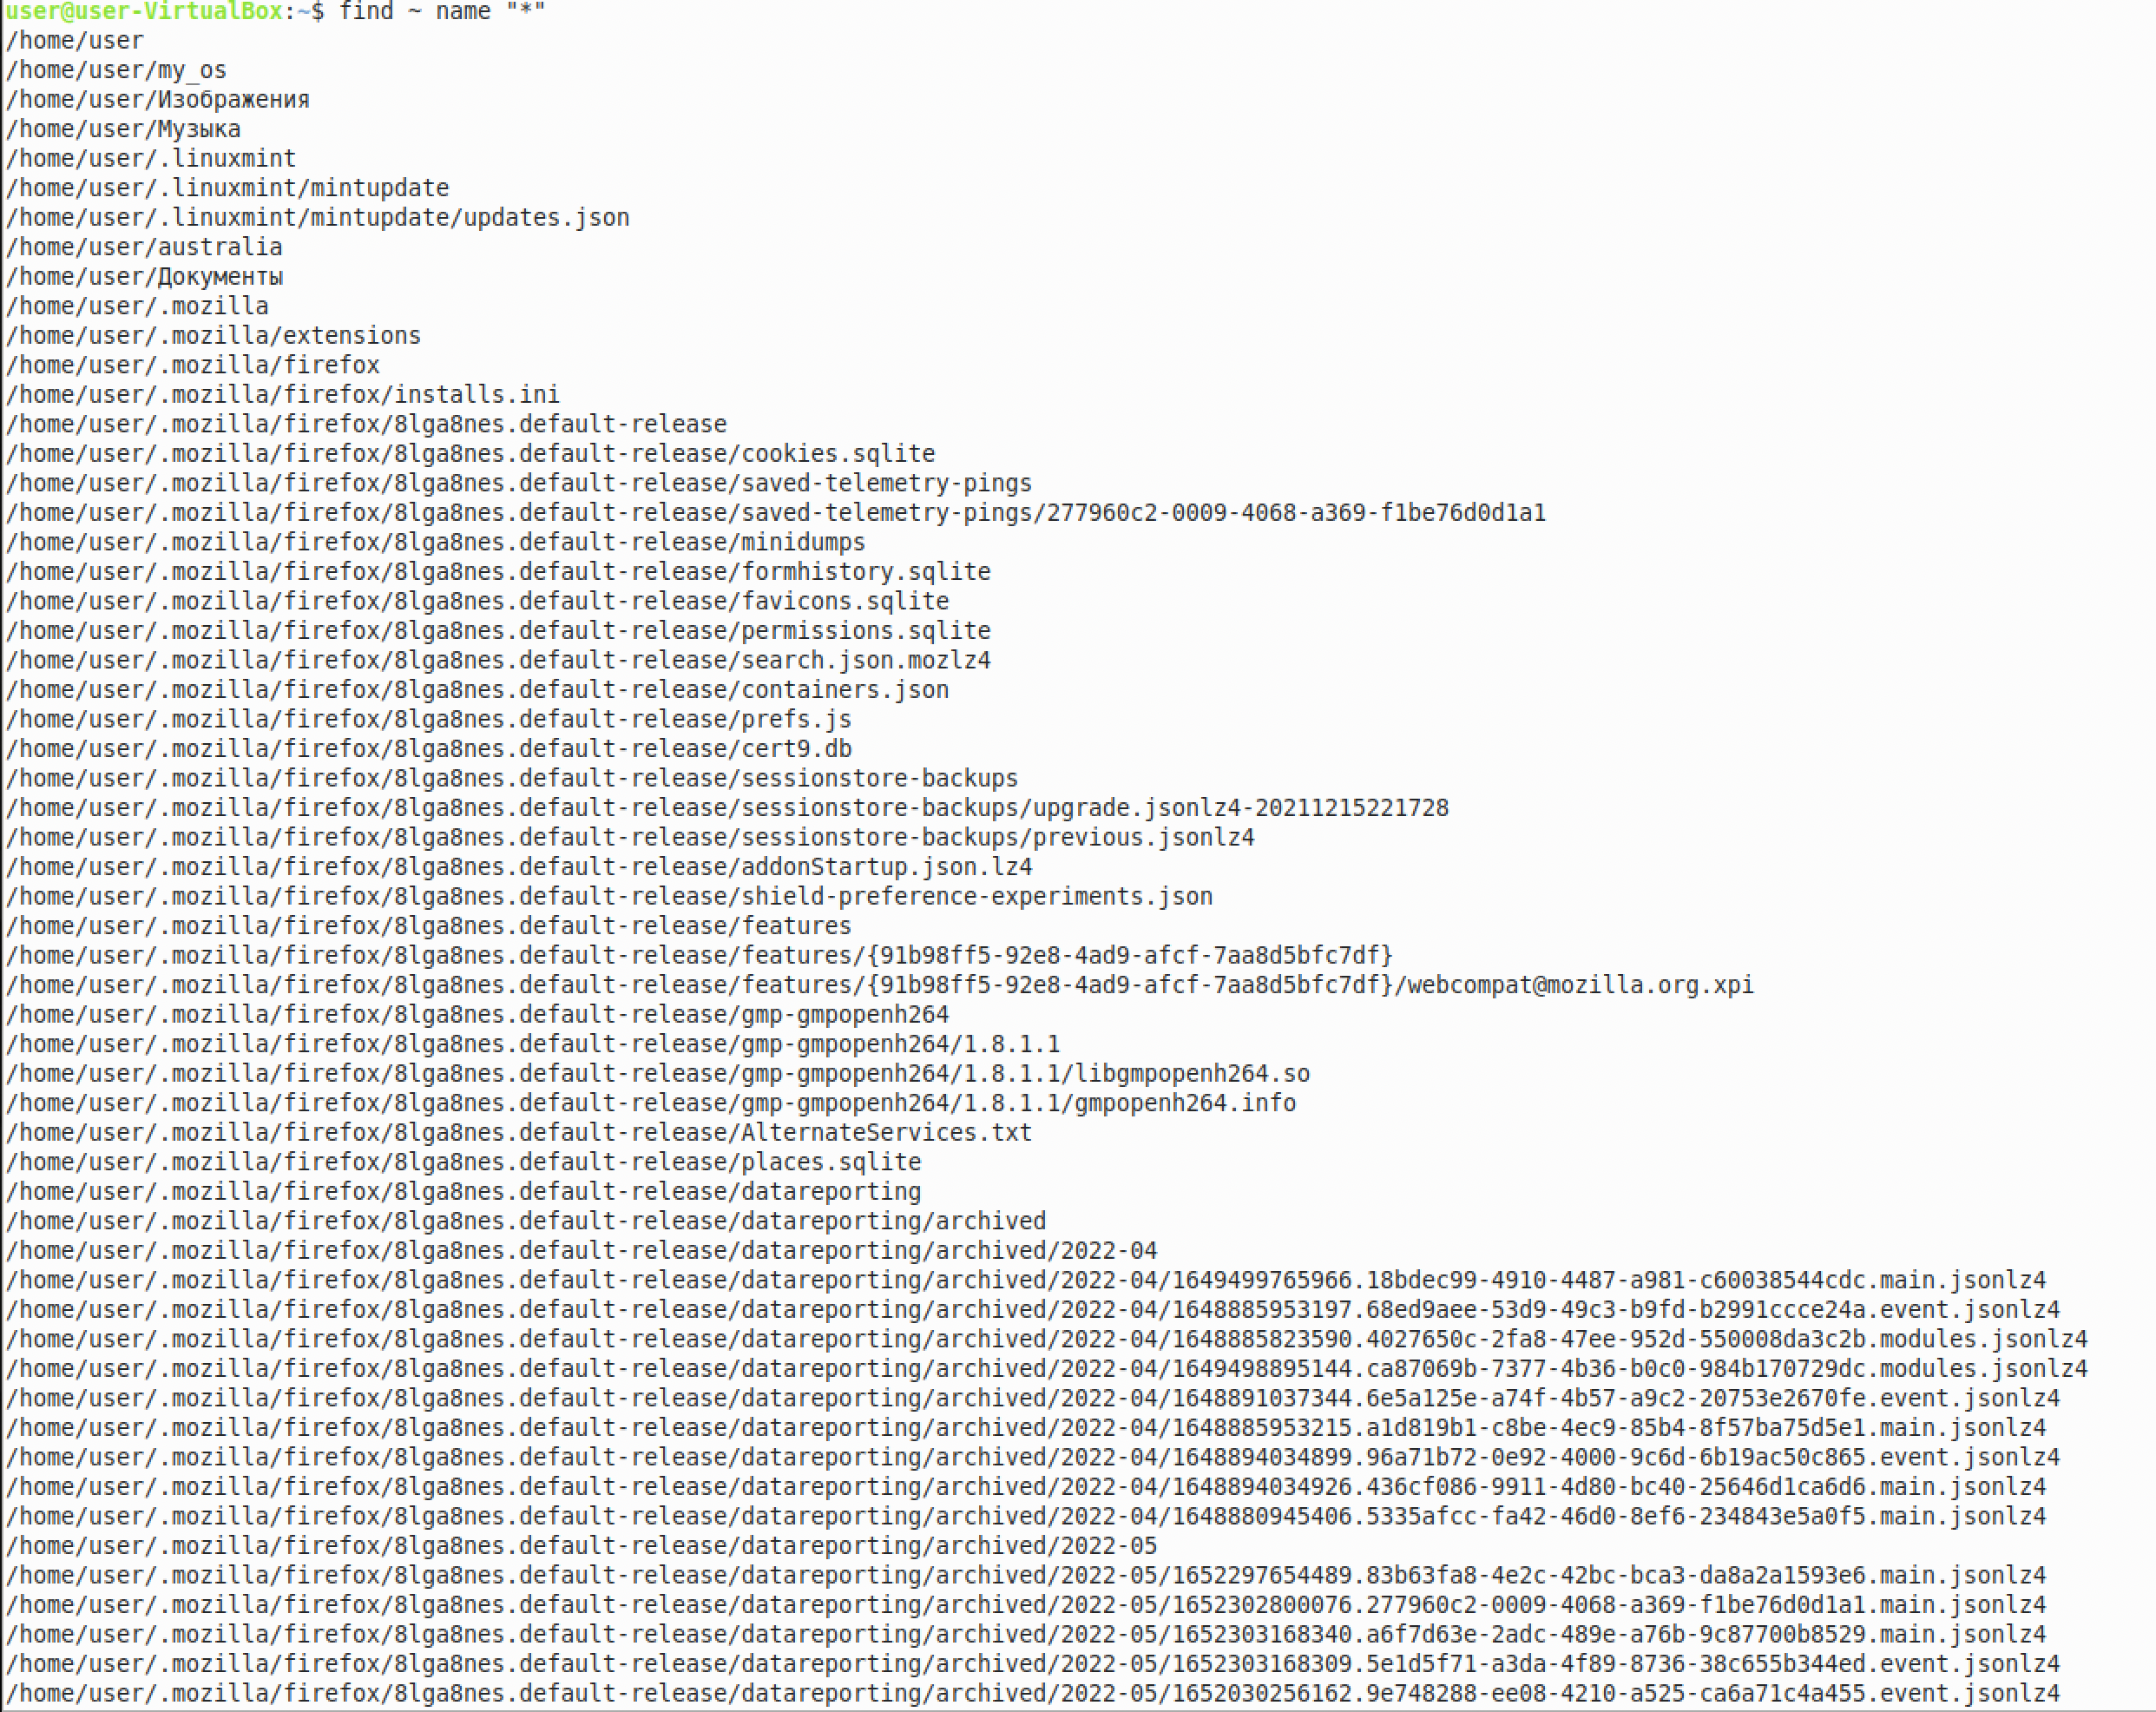 user@user-VirtualBox:~$ find ~ name "*"
/home/user
/home/user/my_os
/home/user/Изображения
/home/user/Музыка
/home/user/.linuxmint
/home/user/.linuxmint/mintupdate
/home/user/.linuxmint/mintupdate/updates.json
/home/user/australia
/home/user/Документы
/home/user/.mozilla
/home/user/.mozilla/extensions
/home/user/.mozilla/firefox
/home/user/.mozilla/firefox/installs.ini
/home/user/.mozilla/firefox/8lga8nes.default-release
/home/user/.mozilla/firefox/8lga8nes.default-release/cookies.sqlite
/home/user/.mozilla/firefox/8lga8nes.default-release/saved-telemetry-pings
/home/user/.mozilla/firefox/8lga8nes.default-release/saved-telemetry-pings/277960c2-0009-4068-a369-f1be76d0d1a1
/home/user/.mozilla/firefox/8lga8nes.default-release/minidumps
/home/user/.mozilla/firefox/8lga8nes.default-release/formhistory.sqlite
/home/user/.mozilla/firefox/8lga8nes.default-release/favicons.sqlite
/home/user/.mozilla/firefox/8lga8nes.default-release/permissions.sqlite
/home/user/.mozilla/firefox/8lga8nes.default-release/search.json.mozlz4
/home/user/.mozilla/firefox/8lga8nes.default-release/containers.json
/home/user/.mozilla/firefox/8lga8nes.default-release/prefs.js
/home/user/.mozilla/firefox/8lga8nes.default-release/cert9.db
/home/user/.mozilla/firefox/8lga8nes.default-release/sessionstore-backups
/home/user/.mozilla/firefox/8lga8nes.default-release/sessionstore-backups/upgrade.jsonlz4-20211215221728
/home/user/.mozilla/firefox/8lga8nes.default-release/sessionstore-backups/previous.jsonlz4
/home/user/.mozilla/firefox/8lga8nes.default-release/addonStartup.json.lz4
/home/user/.mozilla/firefox/8lga8nes.default-release/shield-preference-experiments.json
/home/user/.mozilla/firefox/8lga8nes.default-release/features
/home/user/.mozilla/firefox/8lga8nes.default-release/features/{91b98ff5-92e8-4ad9-afcf-7aa8d5bfc7df}
/home/user/.mozilla/firefox/8lga8nes.default-release/features/{91b98ff5-92e8-4ad9-afcf-7aa8d5bfc7df}/webcompat@mozilla.org.xpi
/home/user/.mozilla/firefox/8lga8nes.default-release/gmp-gmpopenh264
/home/user/.mozilla/firefox/8lga8nes.default-release/gmp-gmpopenh264/1.8.1.1
/home/user/.mozilla/firefox/8lga8nes.default-release/gmp-gmpopenh264/1.8.1.1/libgmpopenh264.so
/home/user/.mozilla/firefox/8lga8nes.default-release/gmp-gmpopenh264/1.8.1.1/gmpopenh264.info
/home/user/.mozilla/firefox/8lga8nes.default-release/AlternateServices.txt
/home/user/.mozilla/firefox/8lga8nes.default-release/places.sqlite
/home/user/.mozilla/firefox/8lga8nes.default-release/datareporting
/home/user/.mozilla/firefox/8lga8nes.default-release/datareporting/archived
/home/user/.mozilla/firefox/8lga8nes.default-release/datareporting/archived/2022-04
/home/user/.mozilla/firefox/8lga8nes.default-release/datareporting/archived/2022-04/1649499765966.18bdec99-4910-4487-a981-c60038544cdc.main.jsonlz4
/home/user/.mozilla/firefox/8lga8nes.default-release/datareporting/archived/2022-04/1648885953197.68ed9aee-53d9-49c3-b9fd-b2991ccce24a.event.jsonlz4
/home/user/.mozilla/firefox/8lga8nes.default-release/datareporting/archived/2022-04/1648885823590.4027650c-2fa8-47ee-952d-550008da3c2b.modules.jsonlz4
/home/user/.mozilla/firefox/8lga8nes.default-release/datareporting/archived/2022-04/1649498895144.ca87069b-7377-4b36-b0c0-984b170729dc.modules.jsonlz4
/home/user/.mozilla/firefox/8lga8nes.default-release/datareporting/archived/2022-04/1648891037344.6e5a125e-a74f-4b57-a9c2-20753e2670fe.event.jsonlz4
/home/user/.mozilla/firefox/8lga8nes.default-release/datareporting/archived/2022-04/1648885953215.a1d819b1-c8be-4ec9-85b4-8f57ba75d5e1.main.jsonlz4
/home/user/.mozilla/firefox/8lga8nes.default-release/datareporting/archived/2022-04/1648894034899.96a71b72-0e92-4000-9c6d-6b19ac50c865.event.jsonlz4
/home/user/.mozilla/firefox/8lga8nes.default-release/datareporting/archived/2022-04/1648894034926.436cf086-9911-4d80-bc40-25646d1ca6d6.main.jsonlz4
/home/user/.mozilla/firefox/8lga8nes.default-release/datareporting/archived/2022-04/1648880945406.5335afcc-fa42-46d0-8ef6-234843e5a0f5.main.jsonlz4
/home/user/.mozilla/firefox/8lga8nes.default-release/datareporting/archived/2022-05
/home/user/.mozilla/firefox/8lga8nes.default-release/datareporting/archived/2022-05/1652297654489.83b63fa8-4e2c-42bc-bca3-da8a2a1593e6.main.jsonlz4
/home/user/.mozilla/firefox/8lga8nes.default-release/datareporting/archived/2022-05/1652302800076.277960c2-0009-4068-a369-f1be76d0d1a1.main.jsonlz4
/home/user/.mozilla/firefox/8lga8nes.default-release/datareporting/archived/2022-05/1652303168340.a6f7d63e-2adc-489e-a76b-9c87700b8529.main.jsonlz4
/home/user/.mozilla/firefox/8lga8nes.default-release/datareporting/archived/2022-05/1652303168309.5e1d5f71-a3da-4f89-8736-38c655b344ed.event.jsonlz4
/home/user/.mozilla/firefox/8lga8nes.default-release/datareporting/archived/2022-05/1652030256162.9e748288-ee08-4210-a525-ca6a71c4a455.event.jsonlz4